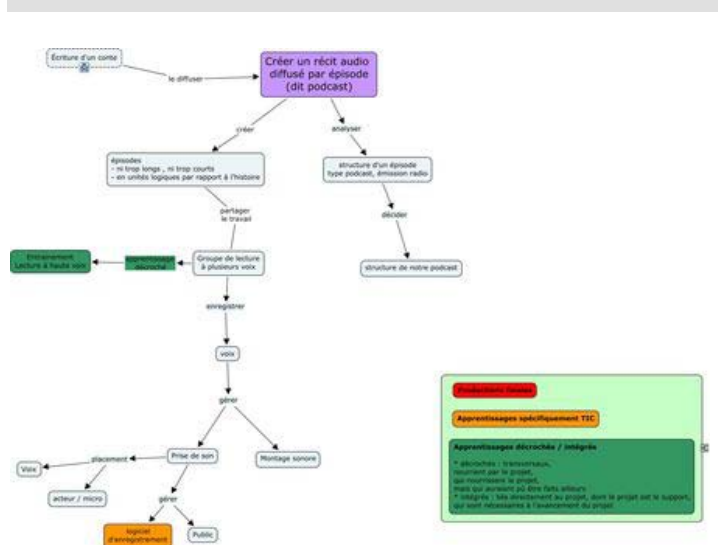 Écriture d'un conte
le diffuser
Créer un récit audio
diffusé par épisode
(dit podcast)
créer
analyser
épisodes
- ni trop longs , ni trop courts
- en unités logiques par rapport à l'histoire
structure d'un épisode
type podcast, émission radio
partager
le travail
décider
Entrainement
Lecture à haute voix
apprentissage
décroché
Groupe de lecture
à plusieurs voix
structure de notre podcast
enregistrer
voix
gérer
Prise de son
Montage sonore
placement
Voix
acteur / micro
gérer
logiciel
d'enregistrement
Public
Productions
Apprentissages spécifiquement TIC
Apprentissages décrochés / intégrés
* décrochés : transversaux,
nourrient par le projet,
qui nourrissent le projet,
mais qui auraient pû être faits ailleurs
* intégrés : liés directement au projet, dont le projet est le support,
qui sont nécessaires à l'avancement du projet